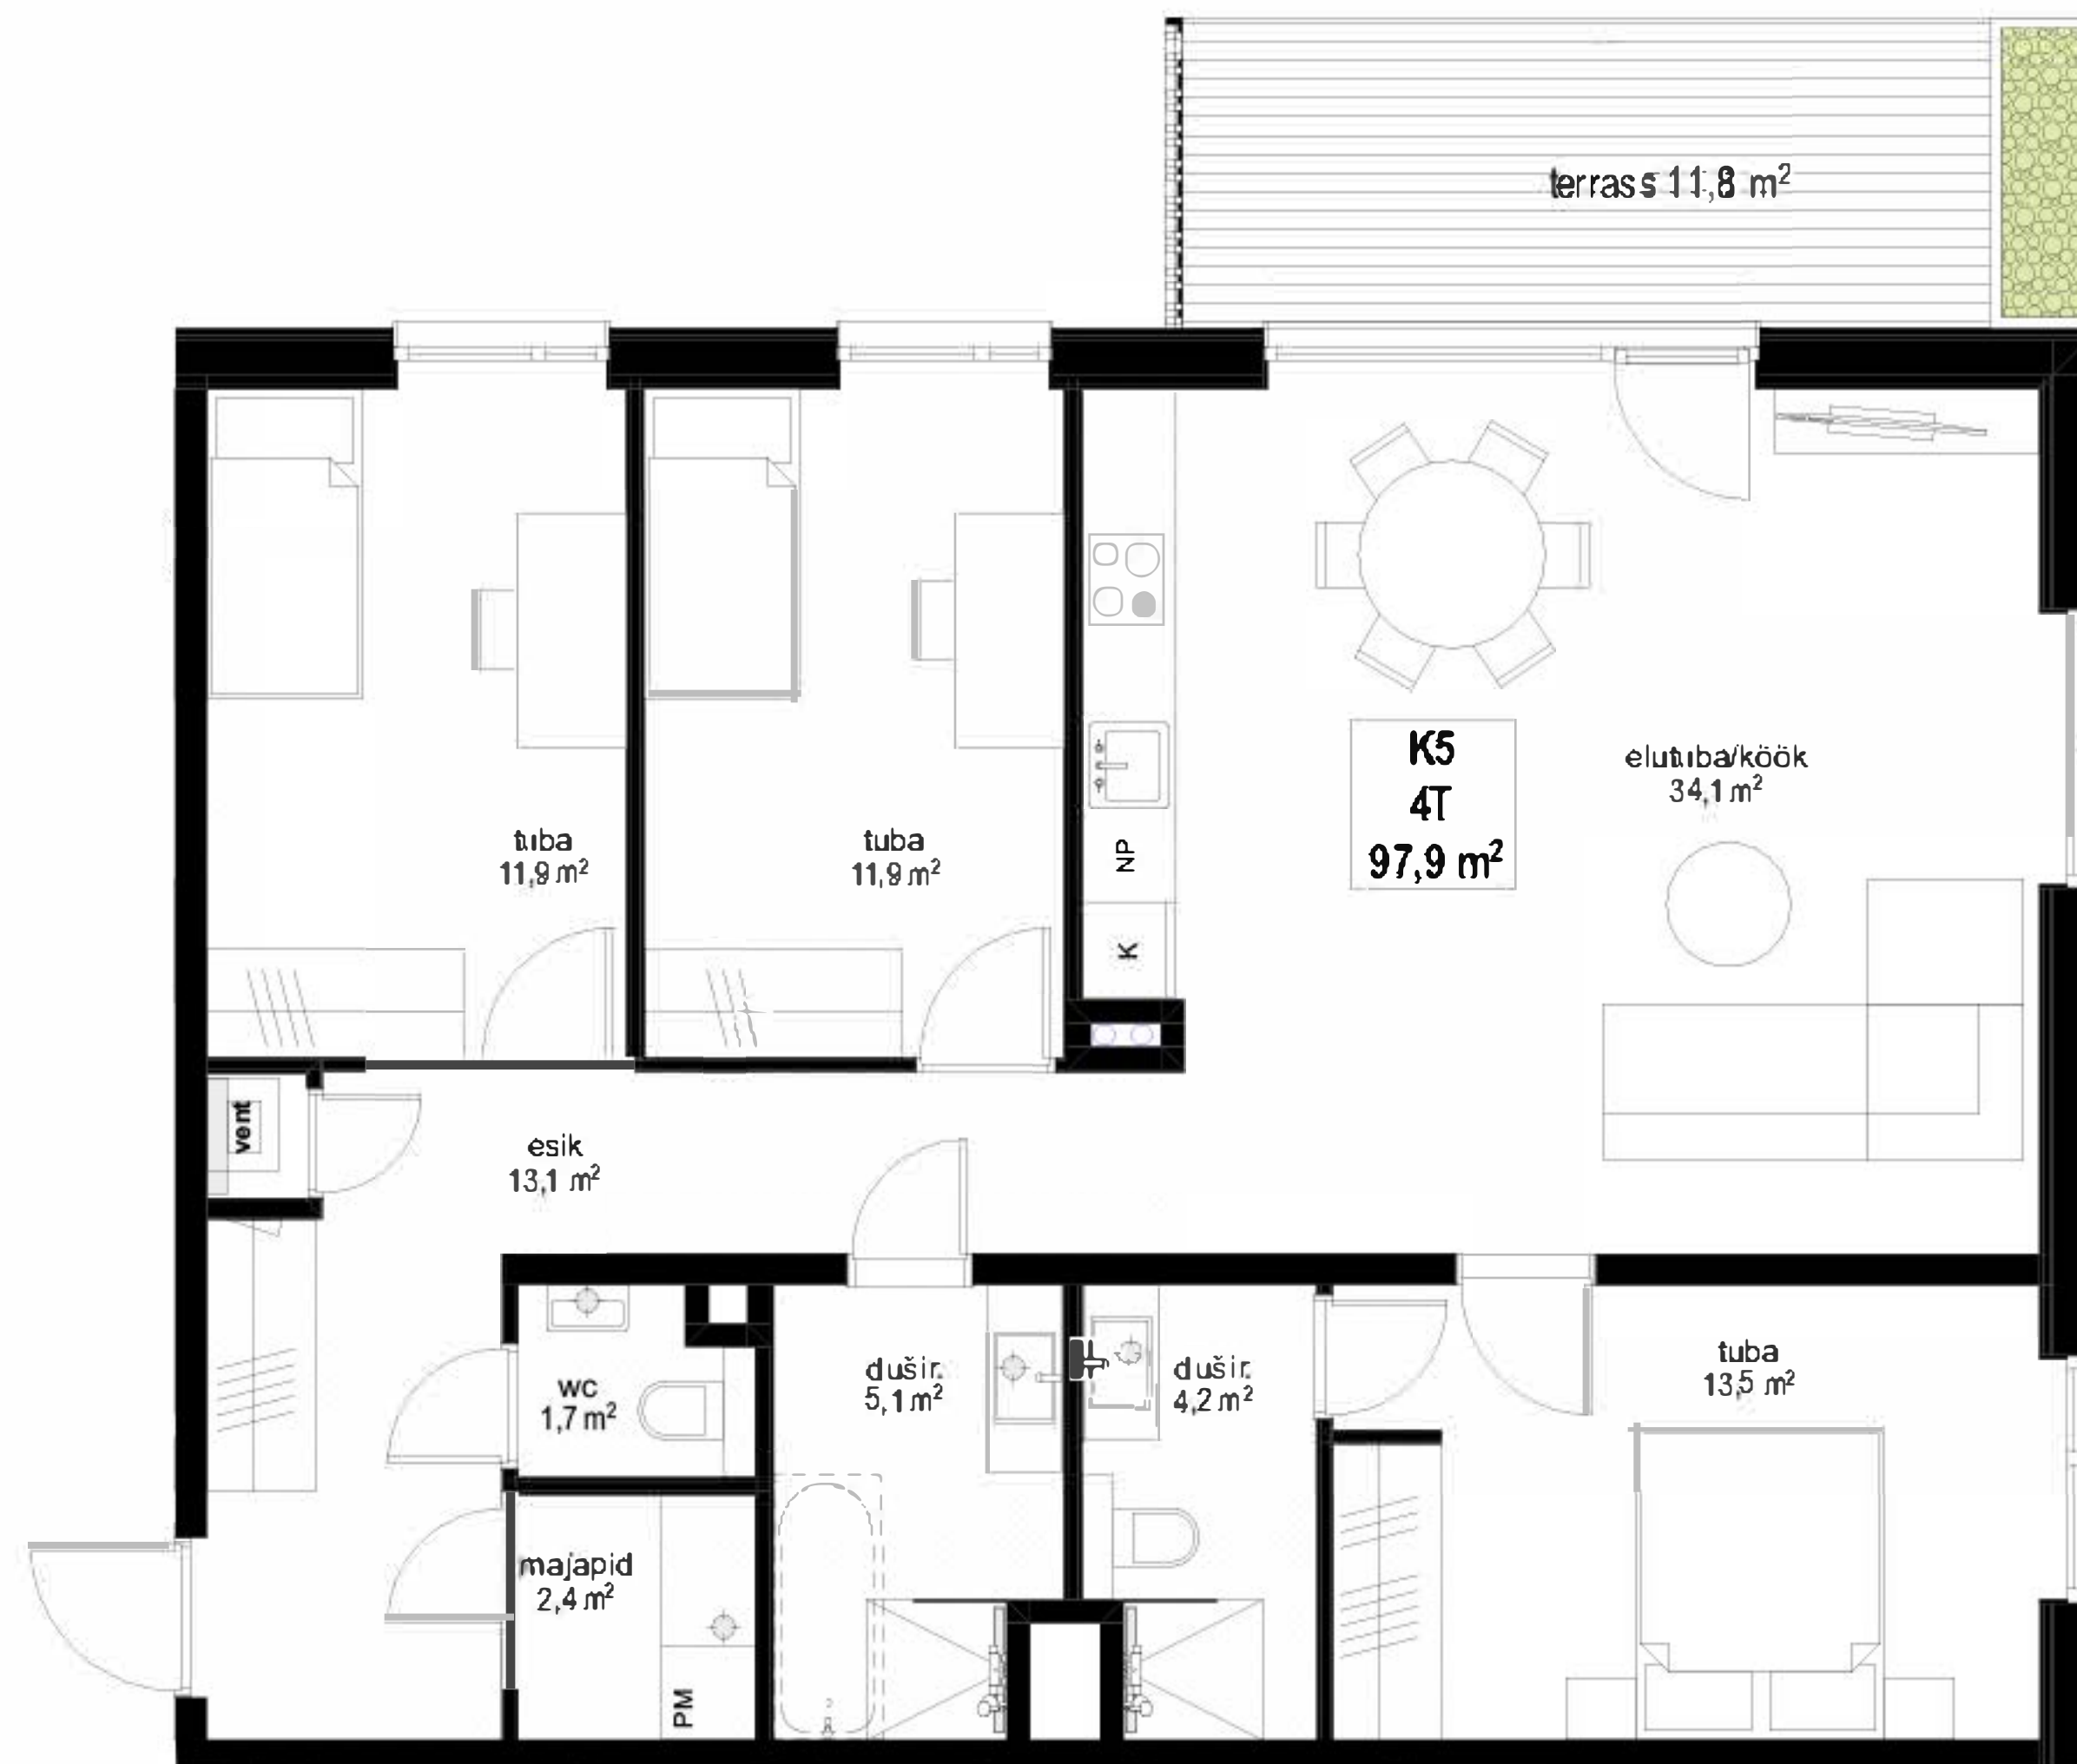 terrass 11,8 m²
K5
4T
97,9 m²
elutuba/köök
34,1 m²
tuba
11,9 m²
tuba
11,9 m²
NP
K
vent
esik
13,1 m²
wc
1,7 m²
dušir.
5,1 m²
dušir.
4,2 m²
tuba
13,5 m²
majapid
2,4 m²
PM